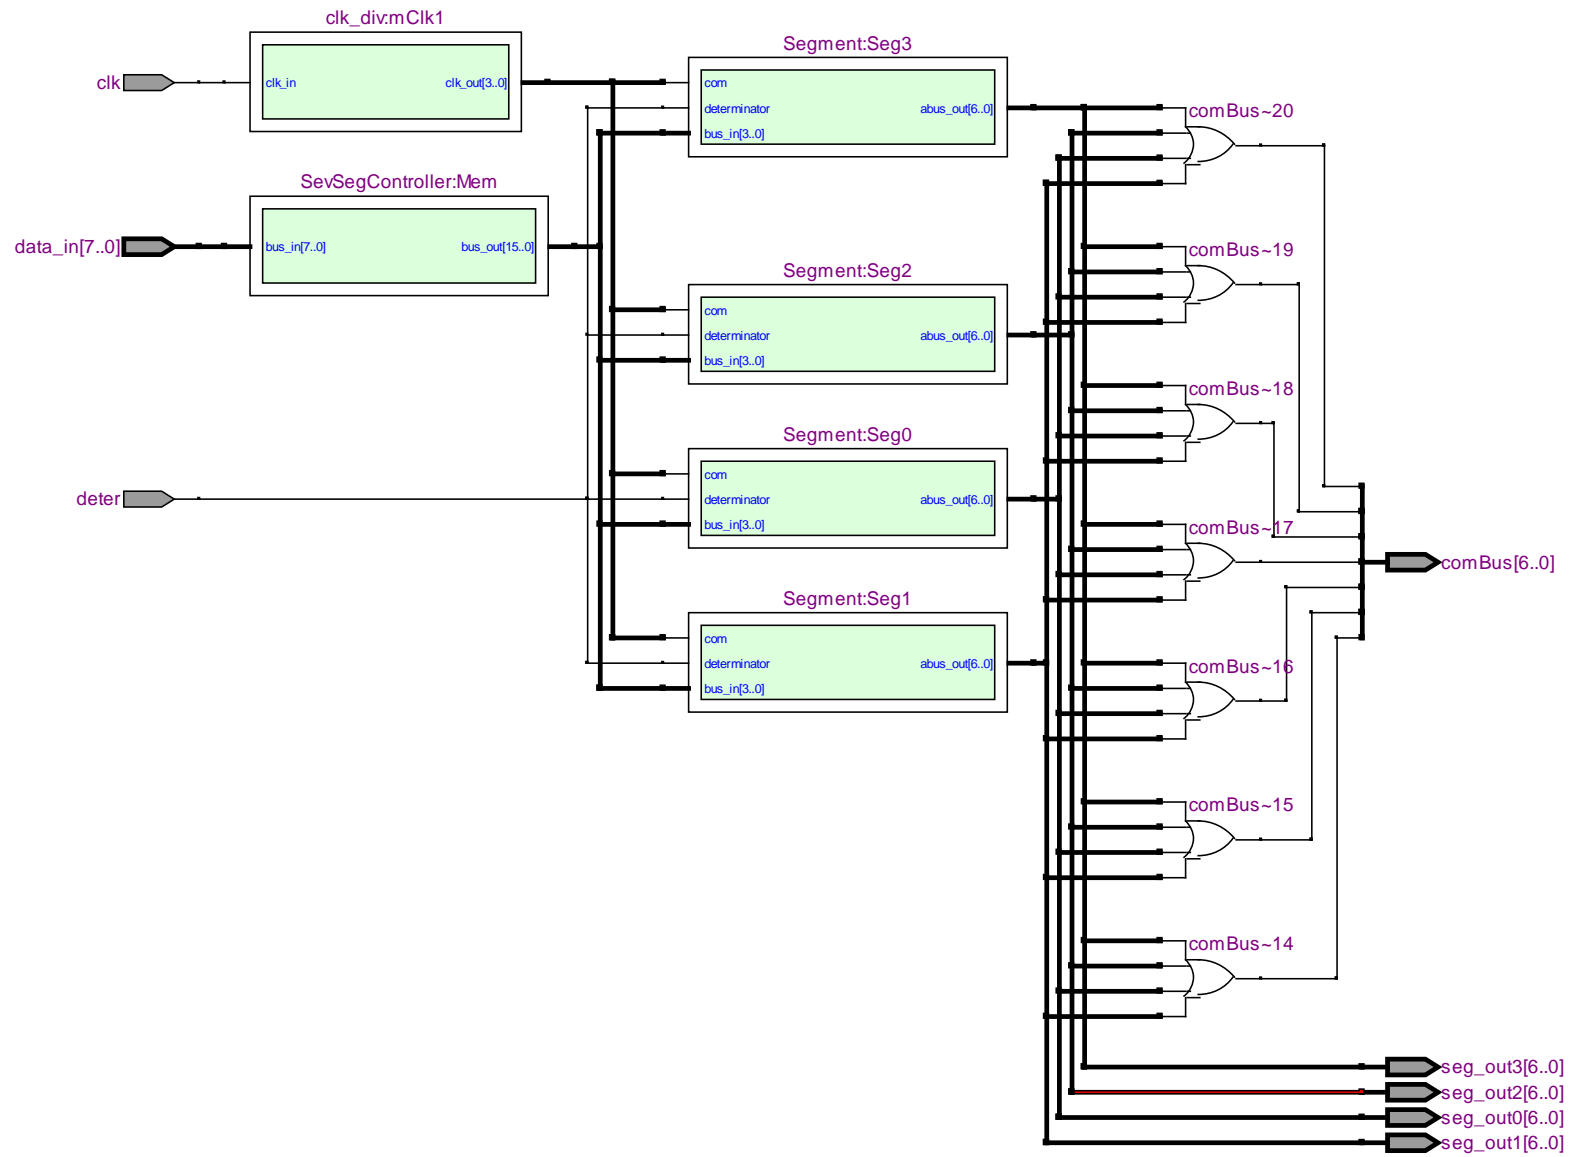 clk_div:mClk1
clk
clk_in
clk_out[3..0]
SevSegController:Mem
data_in[7..0]
bus_in[7..0]
bus_out[15..0]
deter
Segment:Seg3
com
determinator
bus_in[3..0]
abus_out[6..0]
Segment:Seg2
com
determinator
bus_in[3..0]
abus_out[6..0]
Segment:Seg0
com
determinator
bus_in[3..0]
abus_out[6..0]
Segment:Seg1
com
determinator
bus_in[3..0]
abus_out[6..0]
comBus~20
comBus~19
comBus~18
comBus~17
comBus~16
comBus~15
comBus~14
comBus[6..0]
seg_out3[6..0]
seg_out2[6..0]
seg_out0[6..0]
seg_out1[6..0]